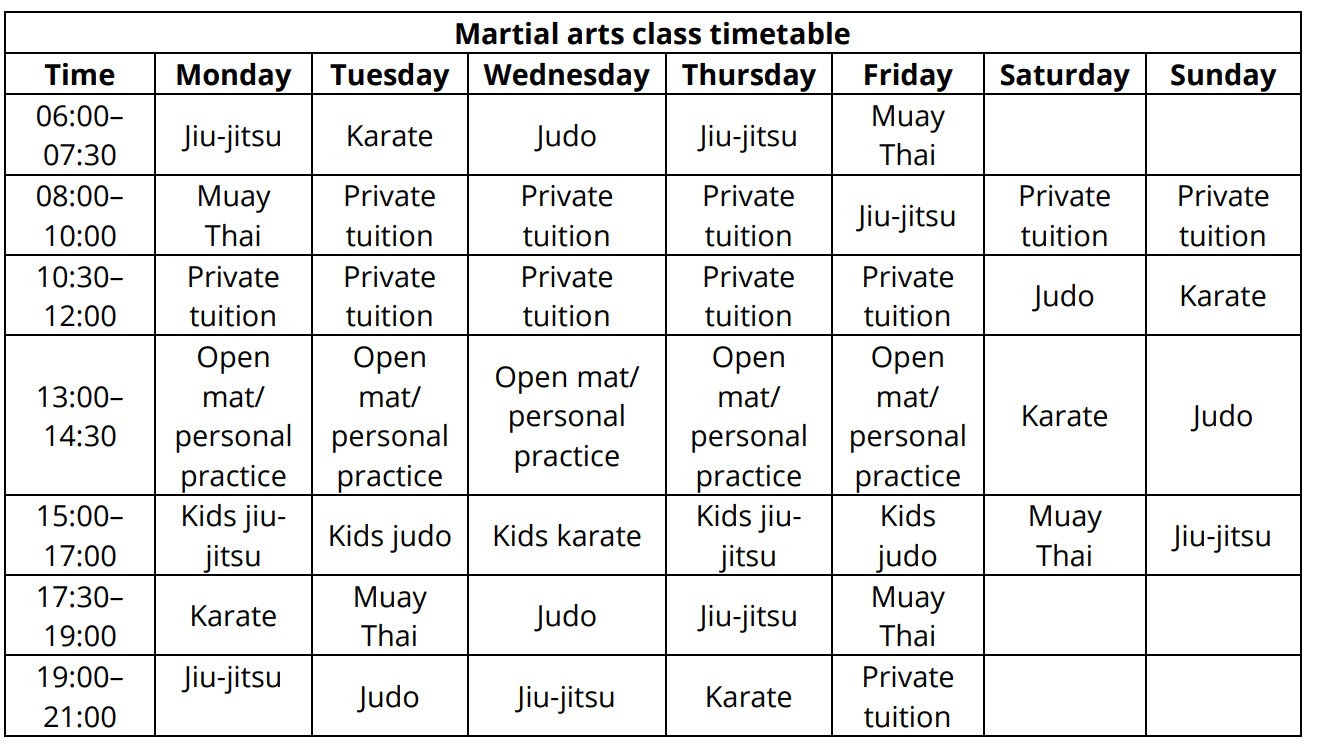 Martial arts class timetable
Time Monday Tuesday Wednesday Thursday Friday Saturday Sunday
06:00–
07:30
Jiu-jitsu
Karate
Judo
Jiu-jitsu
Muay
Thai
08:00–
10:00
Muay
Thai
Private
tuition
Private
tuition
Private
tuition
Jiu-jitsu
Private
tuition
Private
tuition
10:30–
12:00
Private
tuition
Private
tuition
Private
tuition
Private
tuition
Private
tuition
Judo
Karate
13:00–
14:30
Open
mat/
personal
practice
Open
mat/
personal
practice
Open mat/
personal
practice
Open
mat/
personal
practice
Open
mat/
personal
practice
Karate
Judo
15:00–
17:00
Kids jiu-
jitsu
Kids judo
Kids karate
Kids jiu-
jitsu
Kids
judo
Muay
Thai
Jiu-jitsu
17:30–
19:00
Karate
Muay
Thai
Judo
Jiu-jitsu
Muay
Thai
19:00–
21:00
Jiu-jitsu
Judo
Jiu-jitsu
Karate
Private
tuition